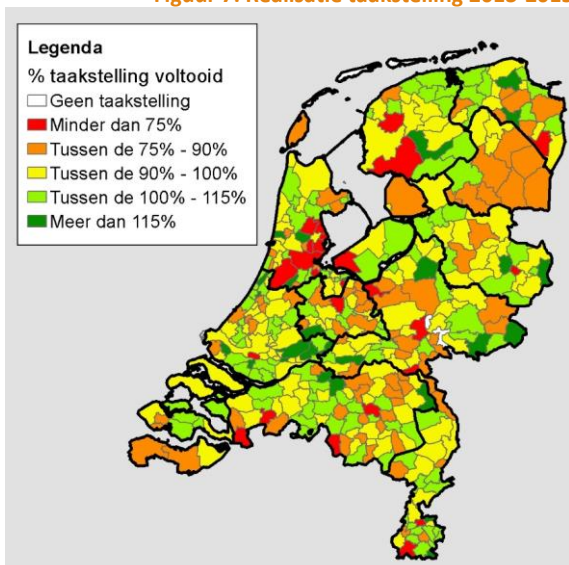 Legenda
% taakstelling voltooid
Geen taakstelling
Minder dan 75%
Tussen de 75% - 90%
Tussen de 90% - 100%
Tussen de 100% - 115%
Meer dan 115%